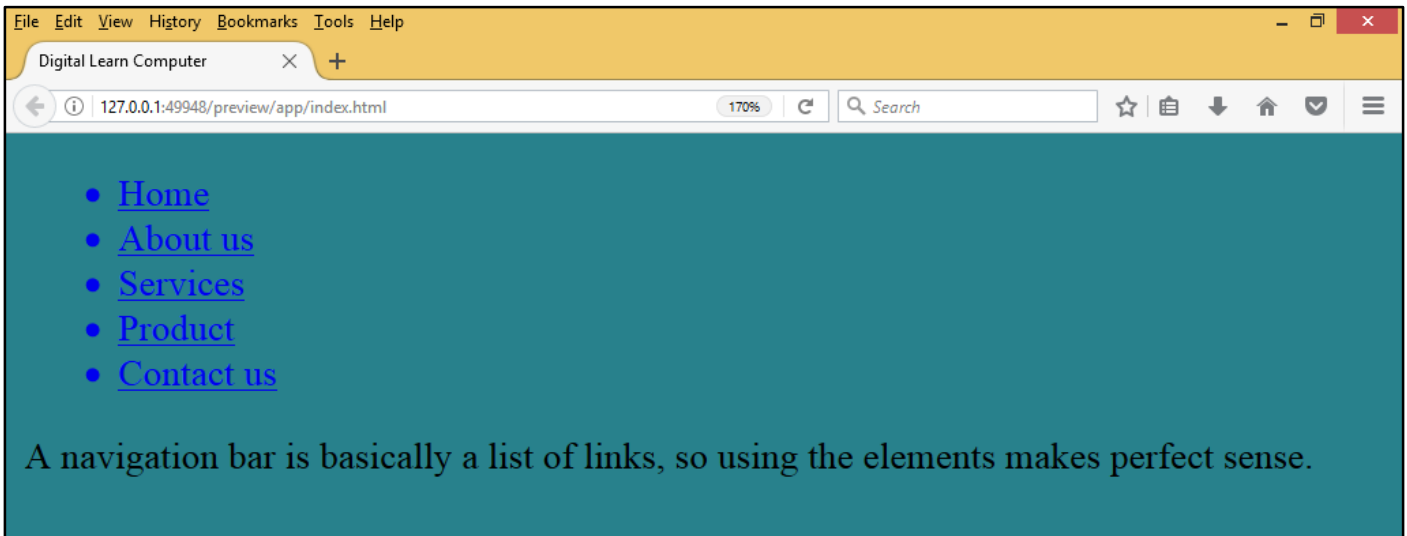 File Edit View History Bookmarks Tools Help
Digital Learn Computer
127.0.0.1:49948/preview/app/index.html 170% Search
Home
About us
Services
Product
Contact us
A navigation bar is basically a list of links, so using the elements makes perfect sense.